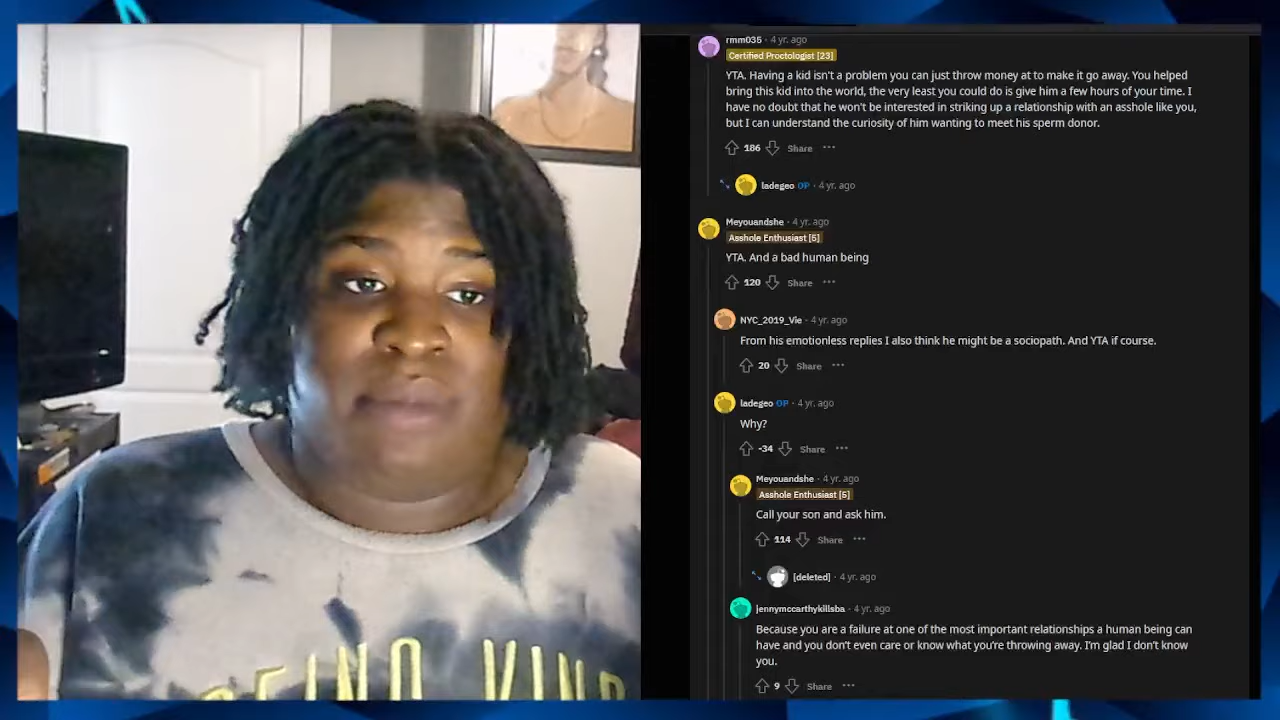 rmm035 · 4 yr. ago
Certified Proctologist [23]
YTA. Having a kid isn't a problem you can just throw money at to make it go away. You helped
bring this kid into the world, the very least you could do is give him a few hours of your time. I
have no doubt that he won't be interested in striking up a relationship with an asshole like you,
but I can understand the curiosity of him wanting to meet his sperm donor.
186 Share ···
ladegeo OP · 4 yr. ago
Meyouandshe · 4 yr. ago
Asshole Enthusiast [5]
YTA. And a bad human being
120 Share ···
NYC_2019_Vie · 4 yr. ago
From his emotionless replies I also think he might be a sociopath. And YTA if course.
20 Share ···
ladegeo OP · 4 yr. ago
Why?
-34 Share ···
Meyouandshe · 4 yr. ago
Asshole Enthusiast [5]
Call your son and ask him.
114 Share ···
[deleted] · 4 yr. ago
jennymccarthykillsba · 4 yr. ago
Because you are a failure at one of the most important relationships a human being can
have and you don't even care or know what you're throwing away. I'm glad I don't know
you.
9 Share ···
BEING KIND